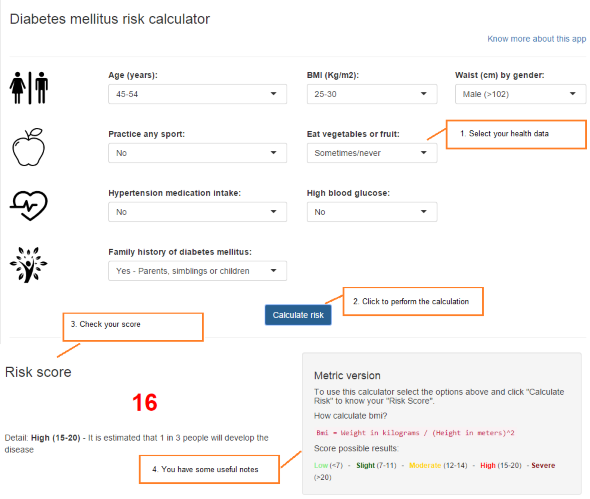 Diabetes mellitus risk calculator
Know more about this app
Age (years):
BMI (Kg/m2):
Waist (cm) by gender:
45-54
25-30
Male (>102)
Practice any sport:
Eat vegetables or fruit:
1. Select your health data
No
Sometimes/never
Hypertension medication intake:
High blood glucose:
No
No
Family history of diabetes mellitus:
Yes - Parents, simblings or children
2. Click to perform the calculation
Calculate risk
3. Check your score
Risk score
16
Detail: High (15-20) - It is estimated that 1 in 3 people will develop the
disease
4. You have some useful notes
Metric version
To use this calculator select the options above and click "Calculate
Risk" to know your "Risk Score".
How calculate bmi?
Bmi = Weight in kilograms / (Height in meters)^2
Score possible results:
Low (<7) - Slight (7-11) - Moderate (12-14) - High (15-20) - Severe
(>20)